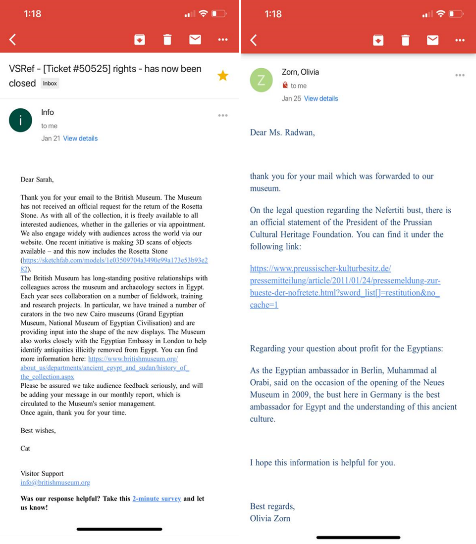 1:18
VSRef - [Ticket #50525] rights - has now been
closed Inbox
i
Info
to me
Jan 21 View details
Dear Sarah,
Thank you for your email to the British Museum. The Museum
has not received an official request for the return of the Rosetta
Stone. As with all of the collection, it is freely available to all
interested audiences, whether in the galleries or via appointment.
We also engage widely with audiences across the world via our
website. One recent initiative is making 3D scans of objects
available – and this now includes the Rosetta Stone
(https://sketchfab.com/models/1e03509704a3490e99a173e53b93e2
82).
The British Museum has long-standing positive relationships with
colleagues across the museum and archaeology sectors in Egypt.
Each year sees collaboration on a number of fieldwork, training
and research projects. In particular, we have trained a number of
curators in the two new Cairo museums (Grand Egyptian
Museum, National Museum of Egyptian Civilisation) and are
providing input into the shape of the new displays. The Museum
also works closely with the Egyptian Embassy in London to help
identify antiquities illicitly removed from Egypt. You can find
more information here: https://www.britishmuseum.org/
about_us/departments/ancient_egypt_and_sudan/history_of_
the_collection.aspx
Please be assured we take audience feedback seriously, and will
be adding your message in our monthly report, which is
circulated to the Museum's senior management.
Once again, thank you for your time.
Best wishes,
Cat
Visitor Support
info@britishmuseum.org
Was our response helpful? Take this 2-minute survey and let
us know!
1:18
Z
Zorn, Olivia
to me
Jan 25 View details
Dear Ms. Radwan,
thank you for your mail which was forwarded to our
museum.
On the legal question regarding the Nefertiti bust, there is
an official statement of the President of the Prussian
Cultural Heritage Foundation. You can find it under the
following link:
https://www.preussischer-kulturbesitz.de/
pressemitteilung/article/2011/01/24/pressemeldung-zur-
bueste-der-nofretete.html?sword_list[]=restitution&no_
cache=1
Regarding your question about profit for the Egyptians:
As the Egyptian ambassador in Berlin, Muhammad al
Orabi, said on the occasion of the opening of the Neues
Museum in 2009, the bust here in Germany is the best
ambassador for Egypt and the understanding of this ancient
culture.
I hope this information is helpful for you.
Best regards,
Olivia Zorn